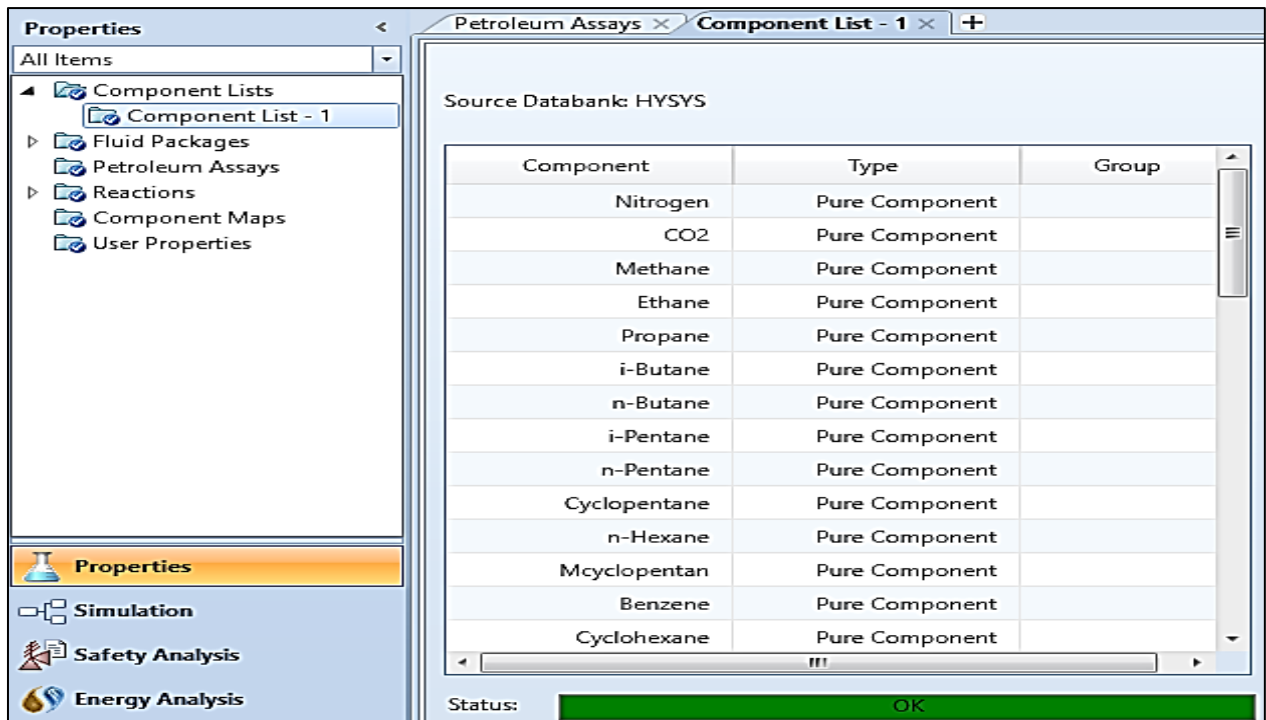 Properties <
All Items
Component Lists
Component List - 1
Fluid Packages
Petroleum Assays
Reactions
Component Maps
User Properties
Properties
Simulation
Safety Analysis
Energy Analysis
Petroleum Assays × Component List - 1 × +
Source Databank: HYSYS
Component Type Group
Nitrogen Pure Component
CO2 Pure Component
Methane Pure Component
Ethane Pure Component
Propane Pure Component
i-Butane Pure Component
n-Butane Pure Component
i-Pentane Pure Component
n-Pentane Pure Component
Cyclopentane Pure Component
n-Hexane Pure Component
Mcyclopentan Pure Component
Benzene Pure Component
Cyclohexane Pure Component
Status: OK